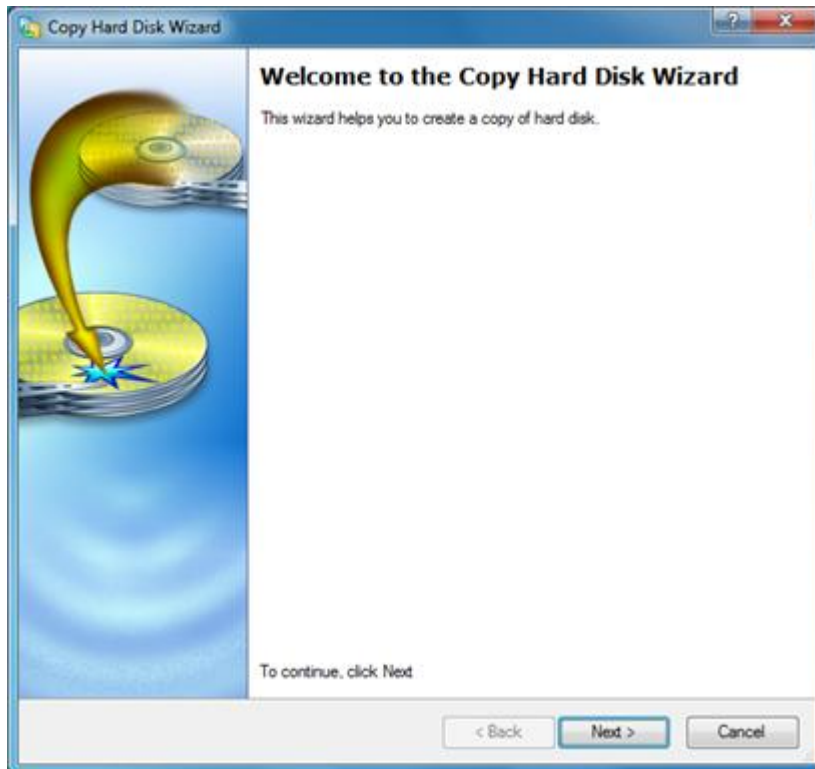 Copy Hard Disk Wizard
Welcome to the Copy Hard Disk Wizard
This wizard helps you to create a copy of hard disk.
To continue, click Next
< Back Next > Cancel